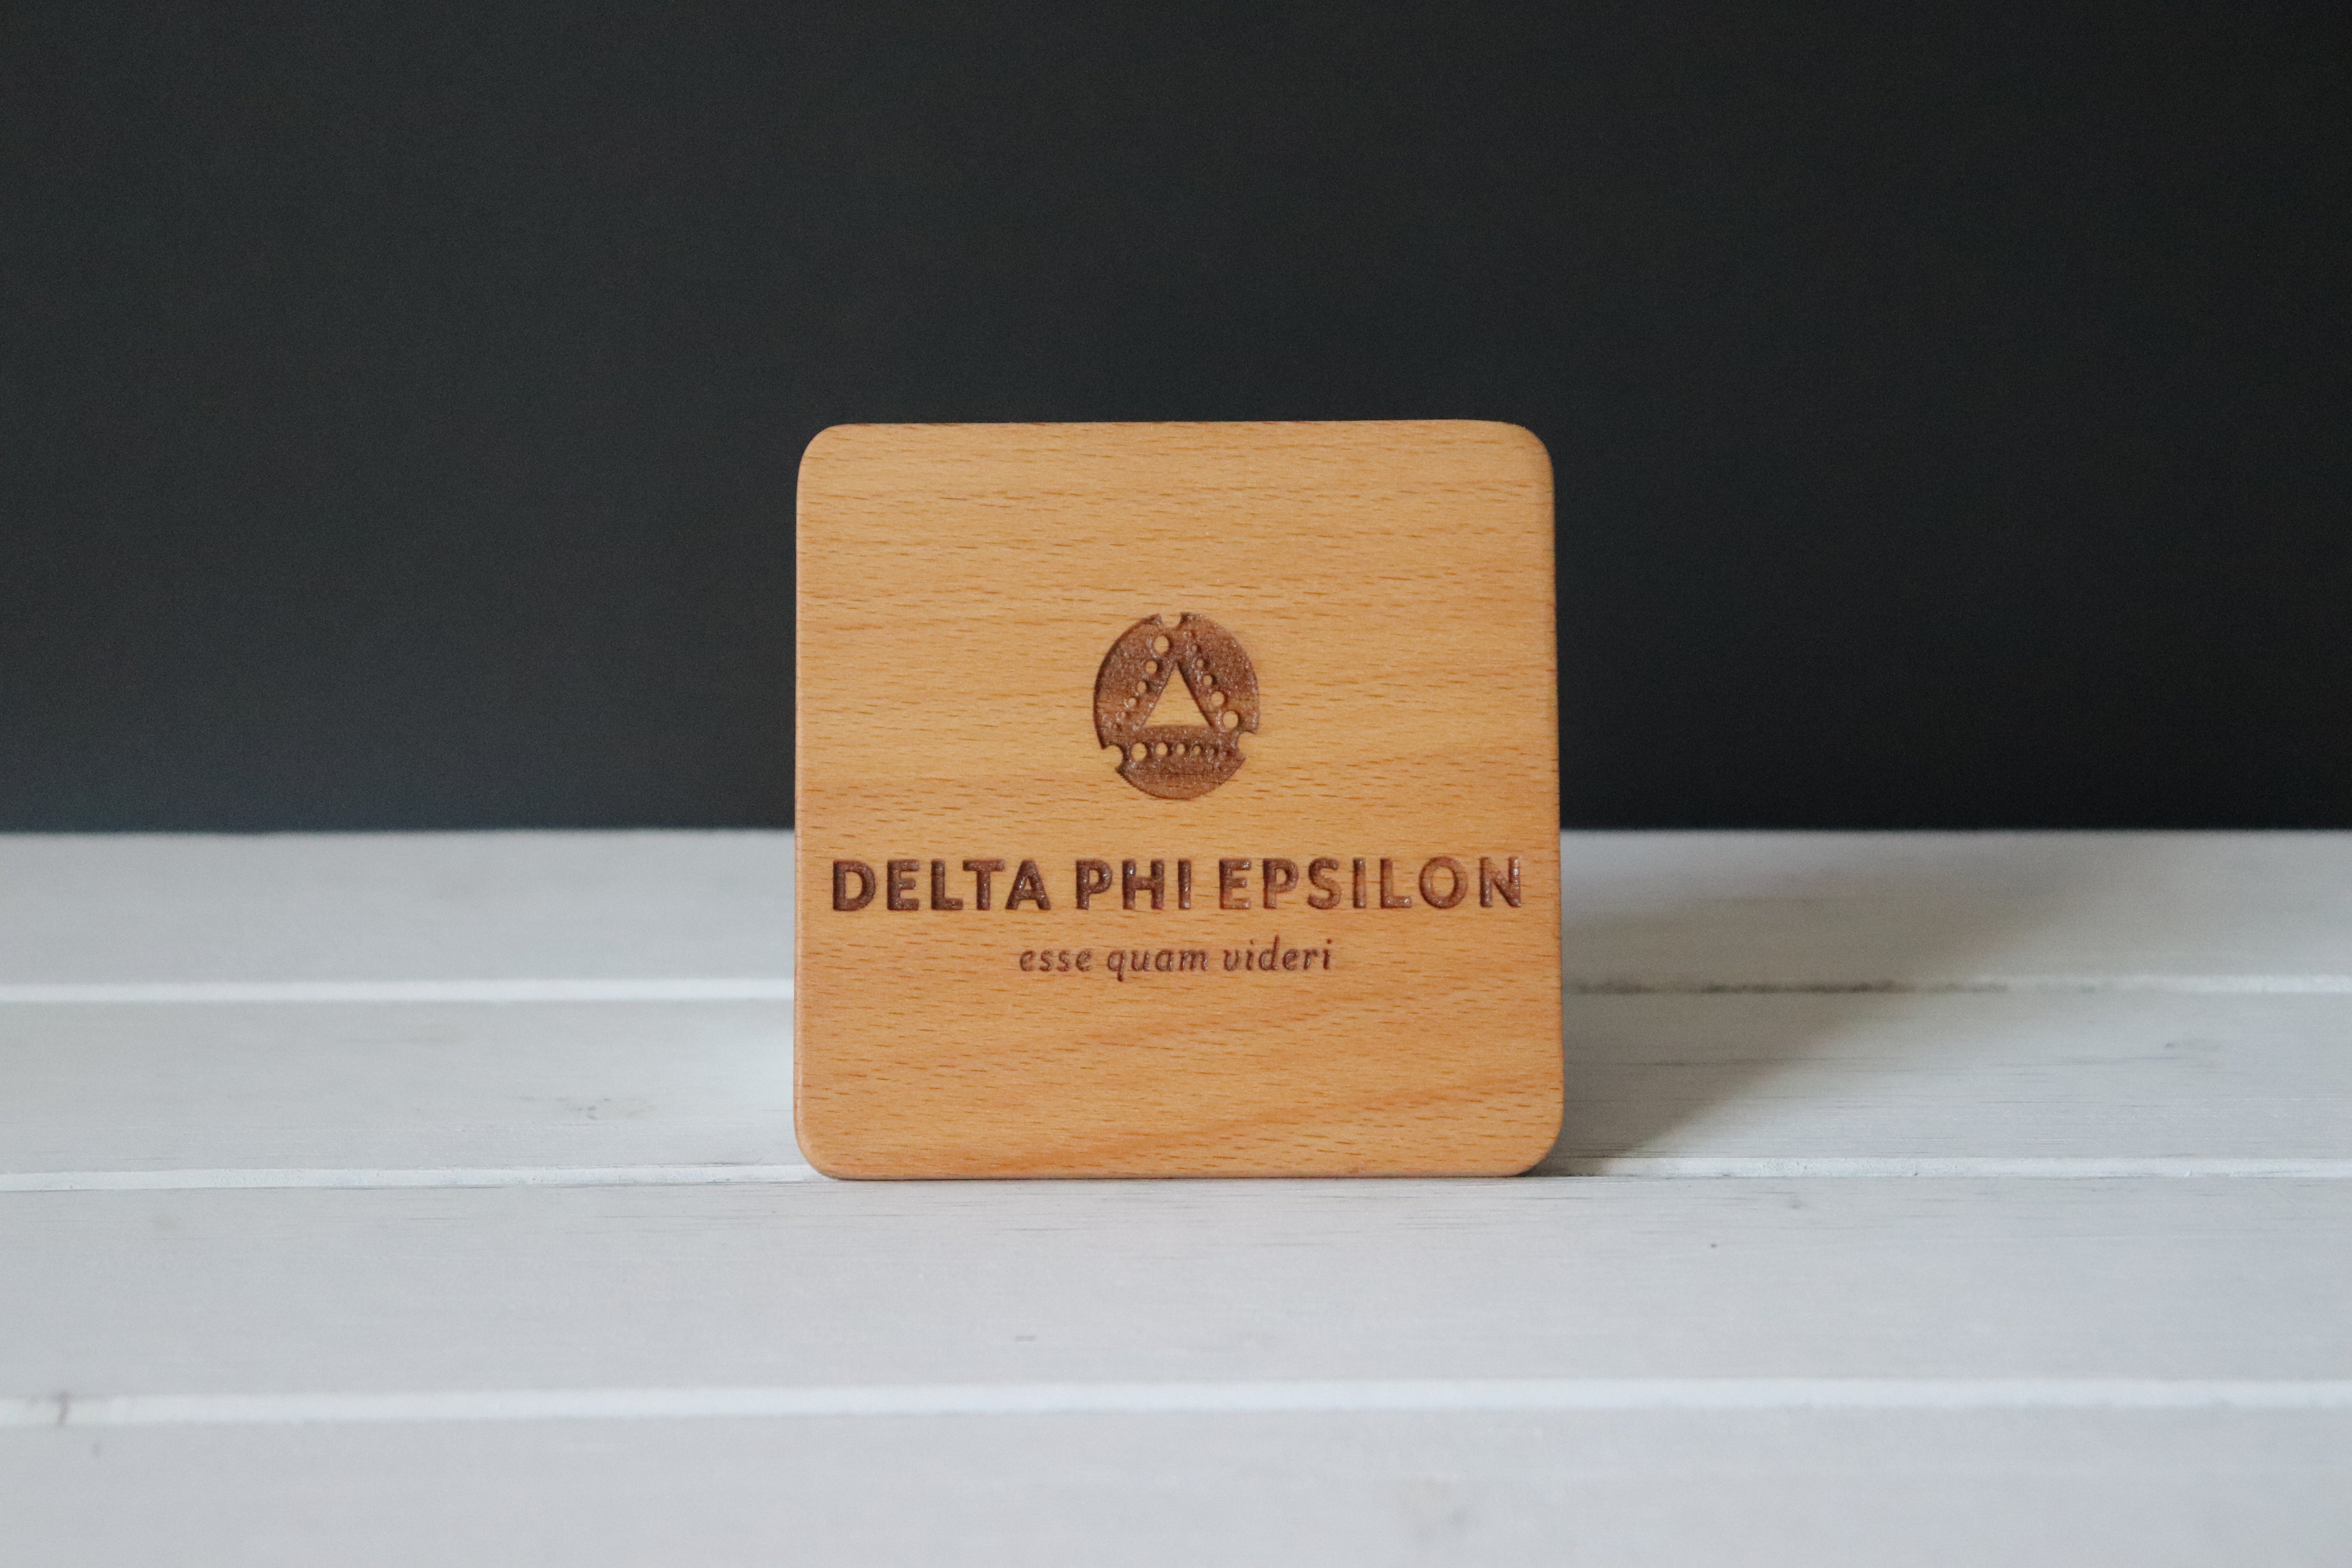 DELTA PHI EPSILON
esse quam videri